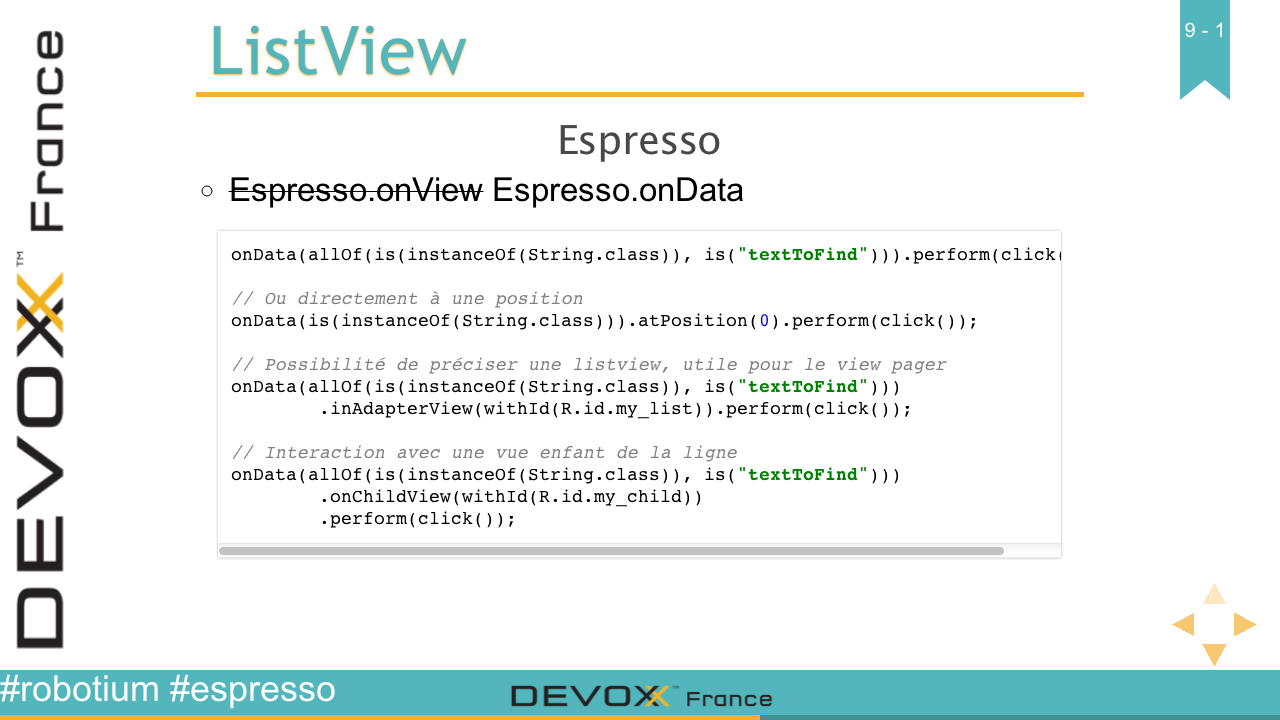 ListView
9 - 1
DEVOXX™ France
Espresso
Espresso.onView Espresso.onData
onData(allOf(is(instanceOf(String.class)), is("textToFind"))).perform(click(
// Ou directement à une position
onData(is(instanceOf(String.class))).atPosition(0).perform(click());
// Possibilité de préciser une listview, utile pour le view pager
onData(allOf(is(instanceOf(String.class)), is("textToFind")))
.inAdapterView(withId(R.id.my_list)).perform(click());
// Interaction avec une vue enfant de la ligne
onData(allOf(is(instanceOf(String.class)), is("textToFind")))
.onChildView(withId(R.id.my_child))
.perform(click());
#robotium #espresso
DEVOXX™ France